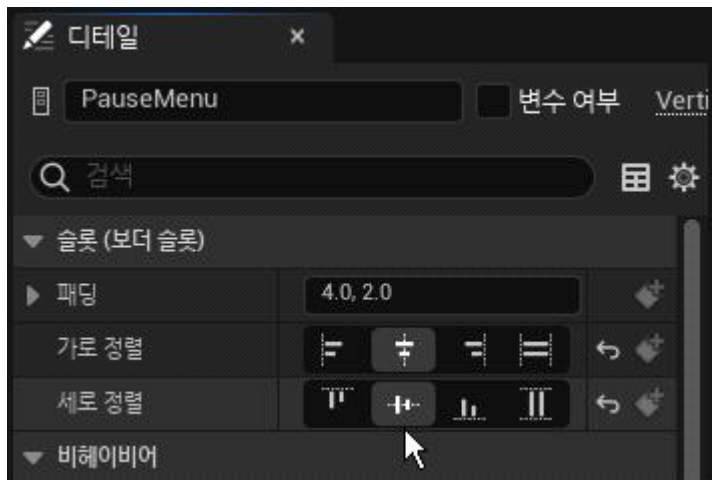 디테일
PauseMenu 변수 여부 Verti
검색
슬롯 (보더 슬롯)
패딩 4.0, 2.0
가로 정렬
세로 정렬
비헤이비어